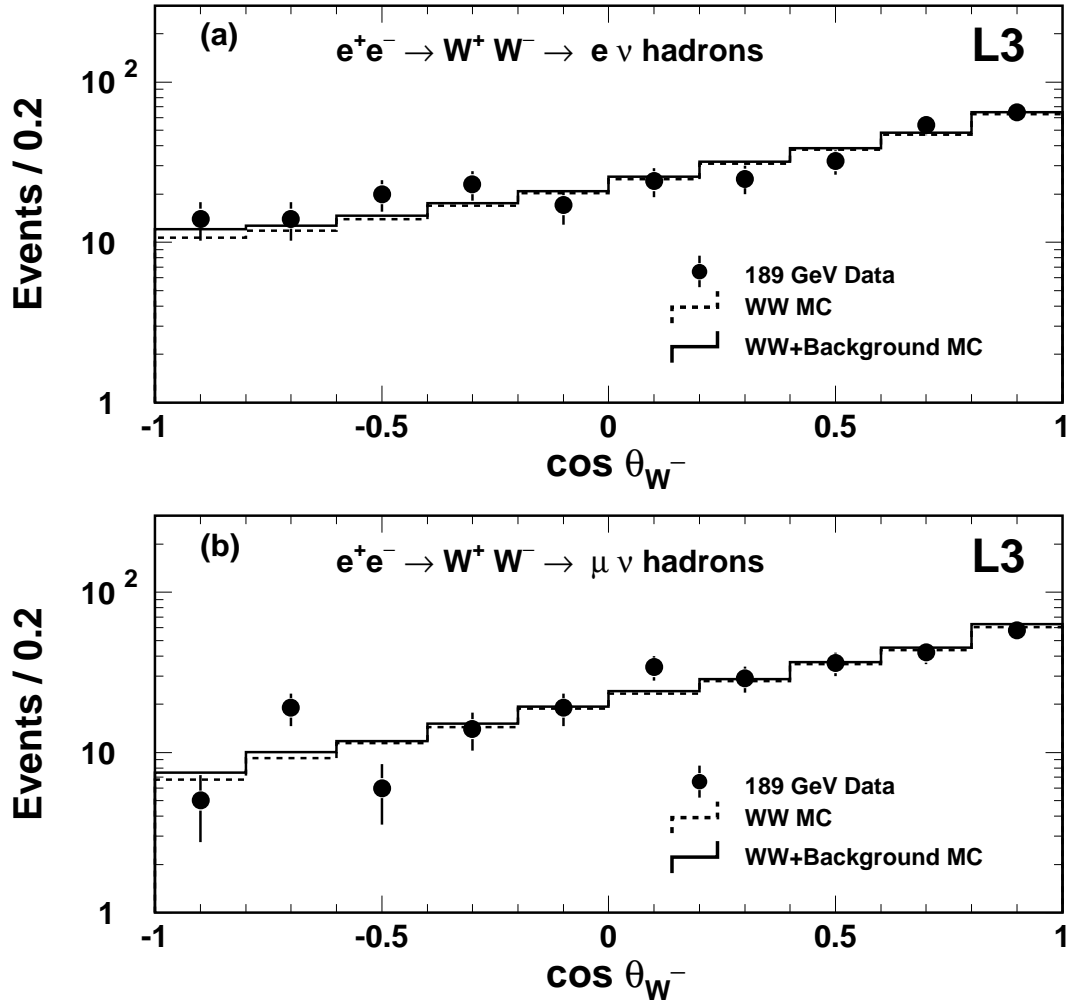 (a)
e⁺e⁻ → W⁺ W⁻ → e ν hadrons
L3
Events / 0.2
10²
10
1
189 GeV Data
WW MC
WW+Background MC
-1 -0.5 0 0.5 1
cos θ_W⁻
(b)
e⁺e⁻ → W⁺ W⁻ → μ ν hadrons
L3
Events / 0.2
10²
10
1
189 GeV Data
WW MC
WW+Background MC
-1 -0.5 0 0.5 1
cos θ_W⁻